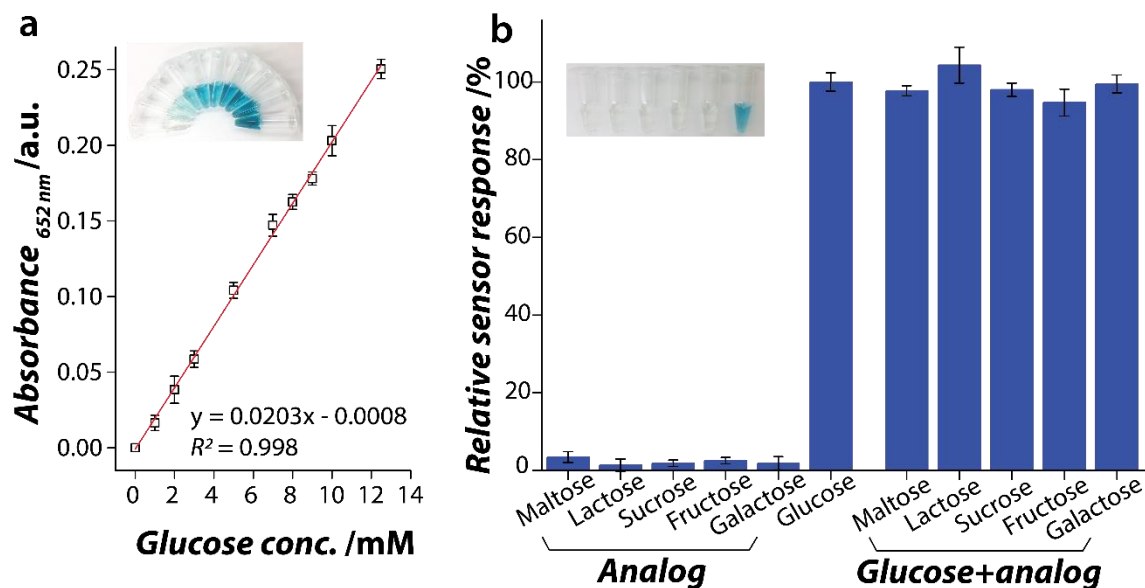 a
Absorbance 652 nm /a.u.
0.25
0.20
0.15
0.10
0.05
0.00
y = 0.0203x - 0.0008
R² = 0.998
0 2 4 6 8 10 12 14
Glucose conc. /mM
b
Relative sensor response /%
100
80
60
40
20
0
Maltose
Lactose
Sucrose
Fructose
Galactose
Glucose
Maltose
Lactose
Sucrose
Fructose
Galactose
Analog
Glucose+analog